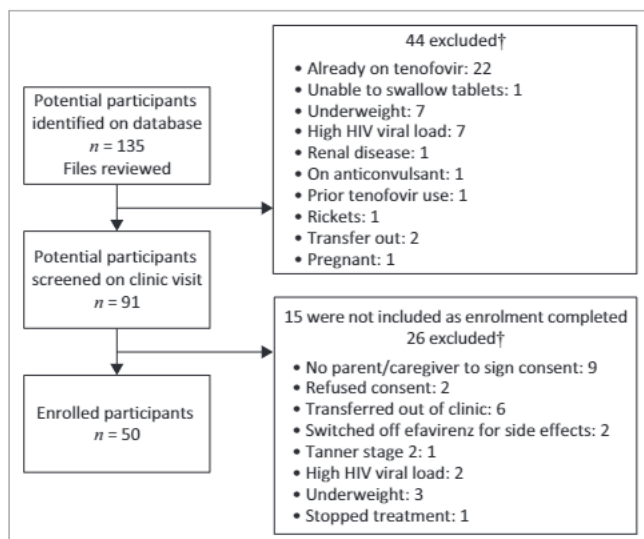 Potential participants
identified on database
n = 135
Files reviewed
44 excluded†
• Already on tenofovir: 22
• Unable to swallow tablets: 1
• Underweight: 7
• High HIV viral load: 7
• Renal disease: 1
• On anticonvulsant: 1
• Prior tenofovir use: 1
• Rickets: 1
• Transfer out: 2
• Pregnant: 1
Potential participants
screened on clinic visit
n = 91
15 were not included as enrolment completed
26 excluded†
• No parent/caregiver to sign consent: 9
• Refused consent: 2
• Transferred out of clinic: 6
• Switched off efavirenz for side effects: 2
• Tanner stage 2: 1
• High HIV viral load: 2
• Underweight: 3
• Stopped treatment: 1
Enrolled participants
n = 50